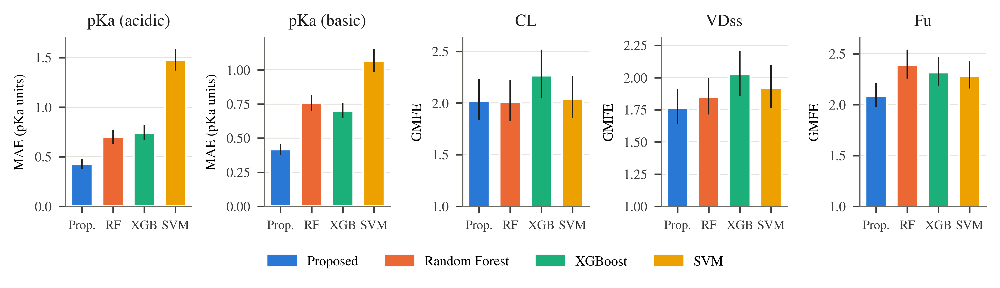 pKa (acidic)
pKa (basic)
CL
VDss
Fu
MAE (pKa units)
1.5
1.0
0.5
0.0
Prop. RF XGB SVM
MAE (pKa units)
1.00
0.75
0.50
0.25
0.00
Prop. RF XGB SVM
GMFE
2.5
2.0
1.5
1.0
Prop. RF XGB SVM
GMFE
2.25
2.00
1.75
1.50
1.25
1.00
Prop. RF XGB SVM
GMFE
2.5
2.0
1.5
1.0
Prop. RF XGB SVM
Proposed Random Forest XGBoost SVM